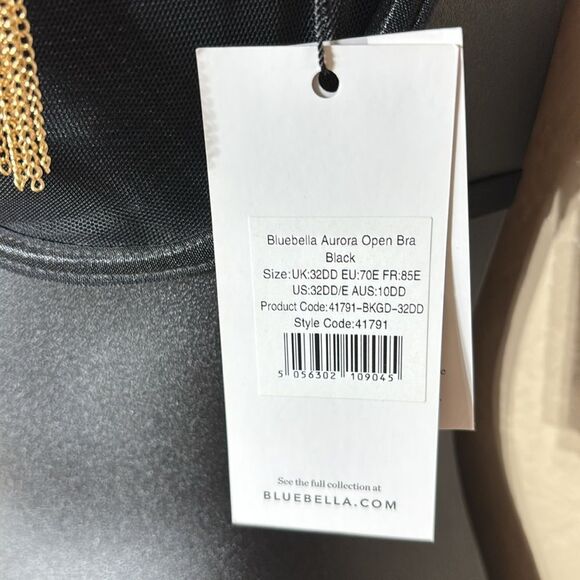 Bluebella Aurora Open Bra
Black
Size:UK:32DD EU:70E FR:85E
US:32DD/E AUS:10DD
Product Code:41791-BKGD-32DD
Style Code:41791
5 056302 109045
See the full collection at
BLUEBELLA.COM